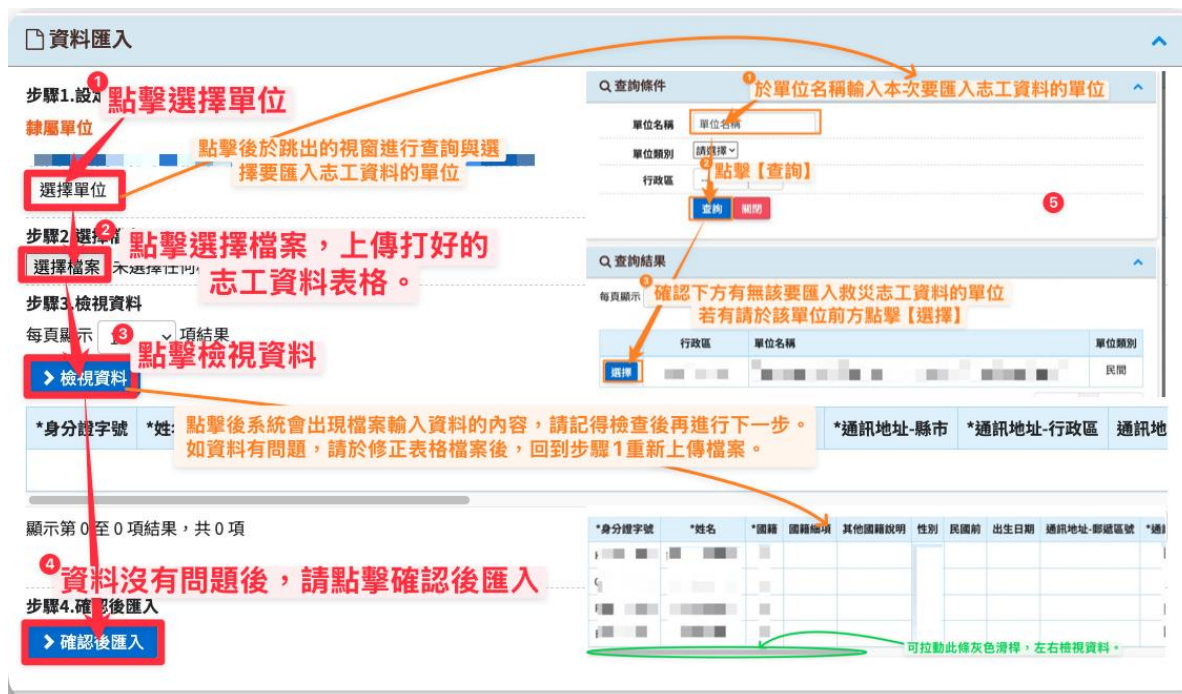 資料匯入
1
步驟1.設定
點擊選擇單位
隸屬單位
點擊後於跳出的視窗進行查詢與選
擇要匯入志工資料的單位
選擇單位
步驟2.選擇
2
點擊選擇檔案,上傳打好的
志工資料表格。
選擇檔案 未選擇任何
步驟3.檢視資料
每頁顯示
3
項結果
點擊檢視資料
檢視資料
查詢條件
1
於單位名稱輸入本次要匯入志工資料的單位
單位名稱 單位名稱
單位類別 請選擇
2
點擊【查詢】
行政區
查詢 關閉
5
查詢結果
3
每頁顯示
確認下方有無該要匯入救災志工資料的單位
若有請於該單位前方點擊【選擇】
行政區 單位名稱 單位類別
選擇 民間
*身分證字號 *姓 *通訊地址-縣市 *通訊地址-行政區 通訊地
點擊後系統會出現檔案輸入資料的內容,請記得檢查後再進行下一步。
如資料有問題,請於修正表格檔案後,回到步驟1重新上傳檔案。
顯示第 0 至 0 項結果,共 0 項
4
資料沒有問題後,請點擊確認後匯入
步驟4.確認後匯入
確認後匯入
*身分證字號 *姓名 *國籍 國籍細項 其他國籍說明 性別 民國前 出生日期 通訊地址-郵遞區號 *通
可拉動此條灰色滑桿,左右檢視資料。